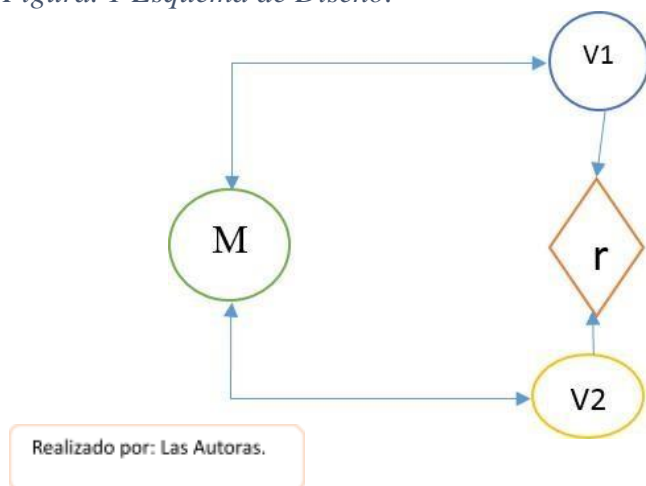 Figura. 1 Esquema de Diseño.
V1
M
r
V2
Realizado por: Las Autoras.